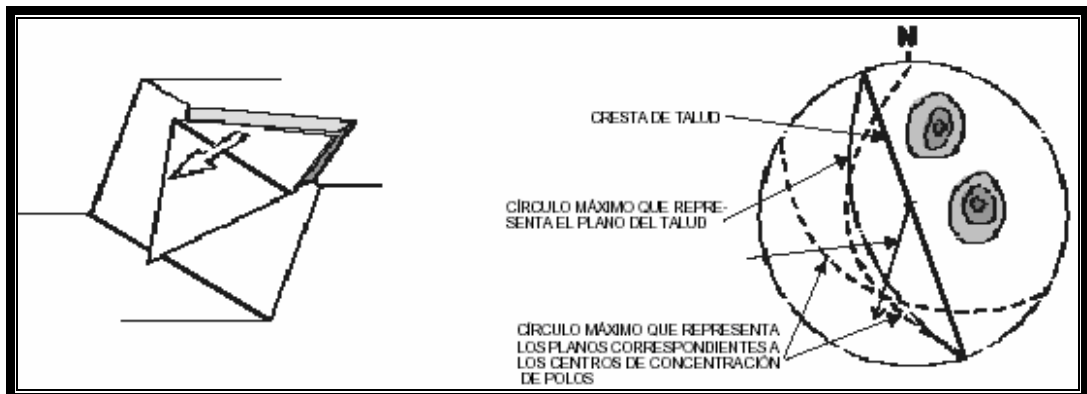 N
CRESTA DE TALUD
CÍRCULO MÁXIMO QUE REPRE-
SENTA EL PLANO DEL TALUD
CÍRCULO MÁXIMO QUE REPRESENTA
LOS PLANOS CORRESPONDIENTES A
LOS CENTROS DE CONCENTRACIÓN
DE POLOS